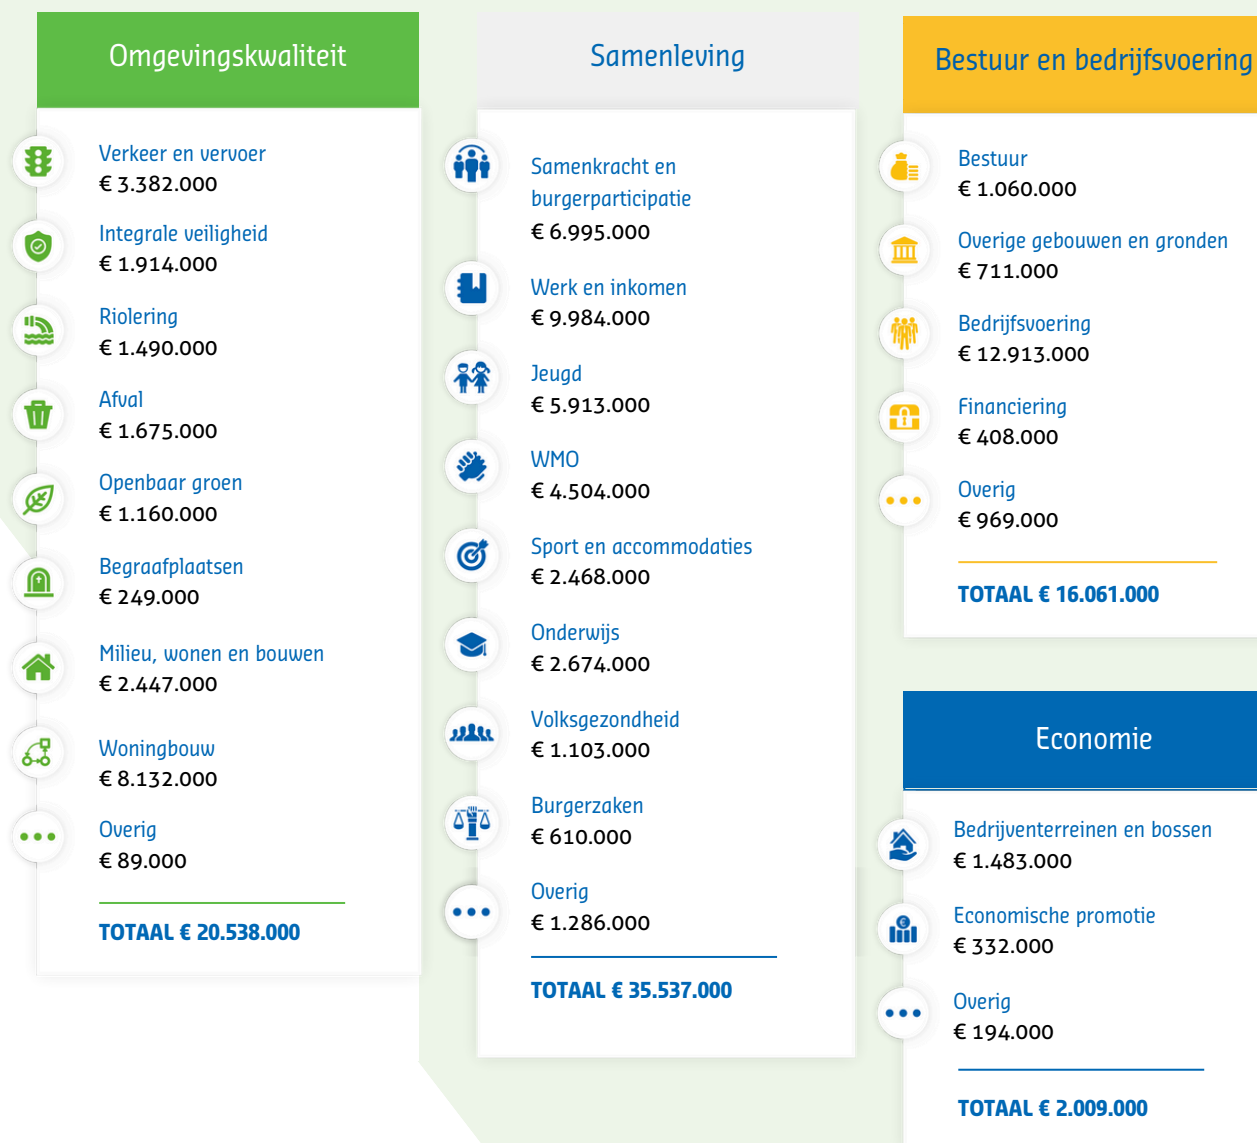 Omgevingskwaliteit
Verkeer en vervoer
€ 3.382.000
Integrale veiligheid
€ 1.914.000
Riolering
€ 1.490.000
Afval
€ 1.675.000
Openbaar groen
€ 1.160.000
Begraafplaatsen
€ 249.000
Milieu, wonen en bouwen
€ 2.447.000
Woningbouw
€ 8.132.000
Overig
€ 89.000
TOTAAL € 20.538.000
Samenleving
Samenkracht en
burgerparticipatie
€ 6.995.000
Werk en inkomen
€ 9.984.000
Jeugd
€ 5.913.000
WMO
€ 4.504.000
Sport en accommodaties
€ 2.468.000
Onderwijs
€ 2.674.000
Volksgezondheid
€ 1.103.000
Burgerzaken
€ 610.000
Overig
€ 1.286.000
TOTAAL € 35.537.000
Bestuur en bedrijfsvoering
Bestuur
€ 1.060.000
Overige gebouwen en gronden
€ 711.000
Bedrijfsvoering
€ 12.913.000
Financiering
€ 408.000
Overig
€ 969.000
TOTAAL € 16.061.000
Economie
Bedrijventerreinen en bossen
€ 1.483.000
Economische promotie
€ 332.000
Overig
€ 194.000
TOTAAL € 2.009.000